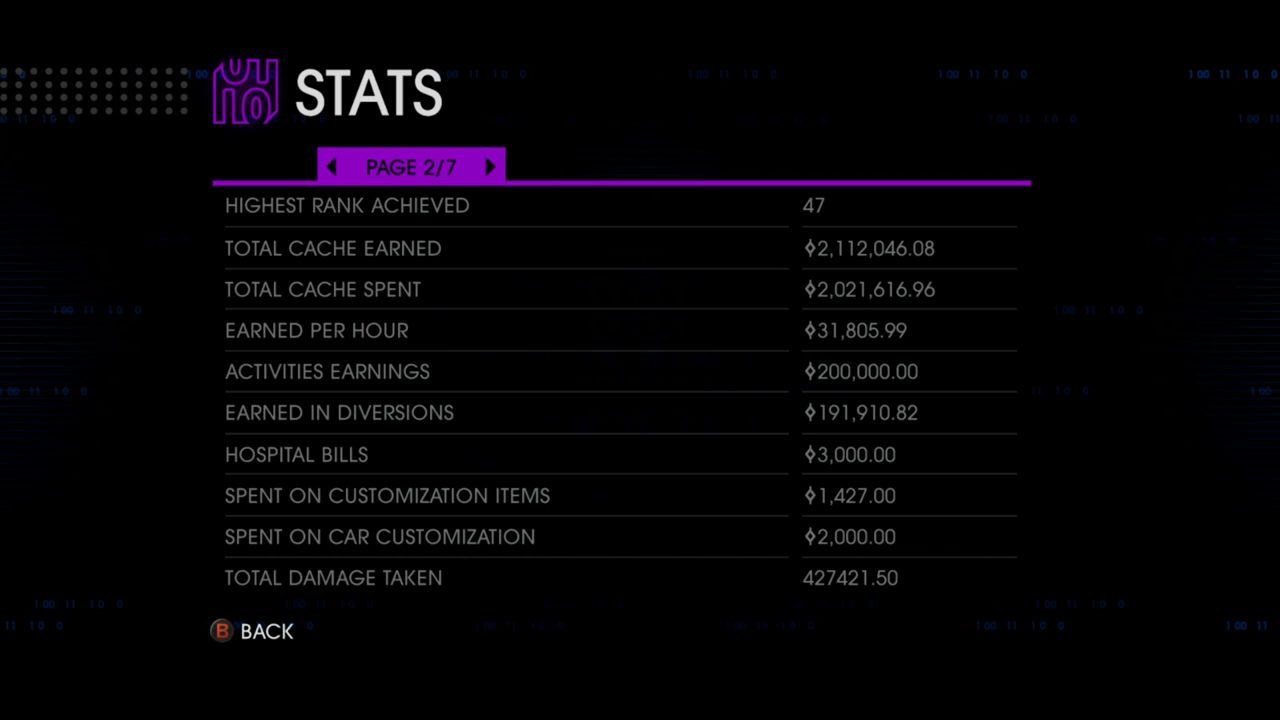 STATS
PAGE 2/7
HIGHEST RANK ACHIEVED 47
TOTAL CACHE EARNED 2,112,046.08
TOTAL CACHE SPENT 2,021,616.96
EARNED PER HOUR 31,805.99
ACTIVITIES EARNINGS 200,000.00
EARNED IN DIVERSIONS 191,910.82
HOSPITAL BILLS 3,000.00
SPENT ON CUSTOMIZATION ITEMS 1,427.00
SPENT ON CAR CUSTOMIZATION 2,000.00
TOTAL DAMAGE TAKEN 427421.50
B BACK